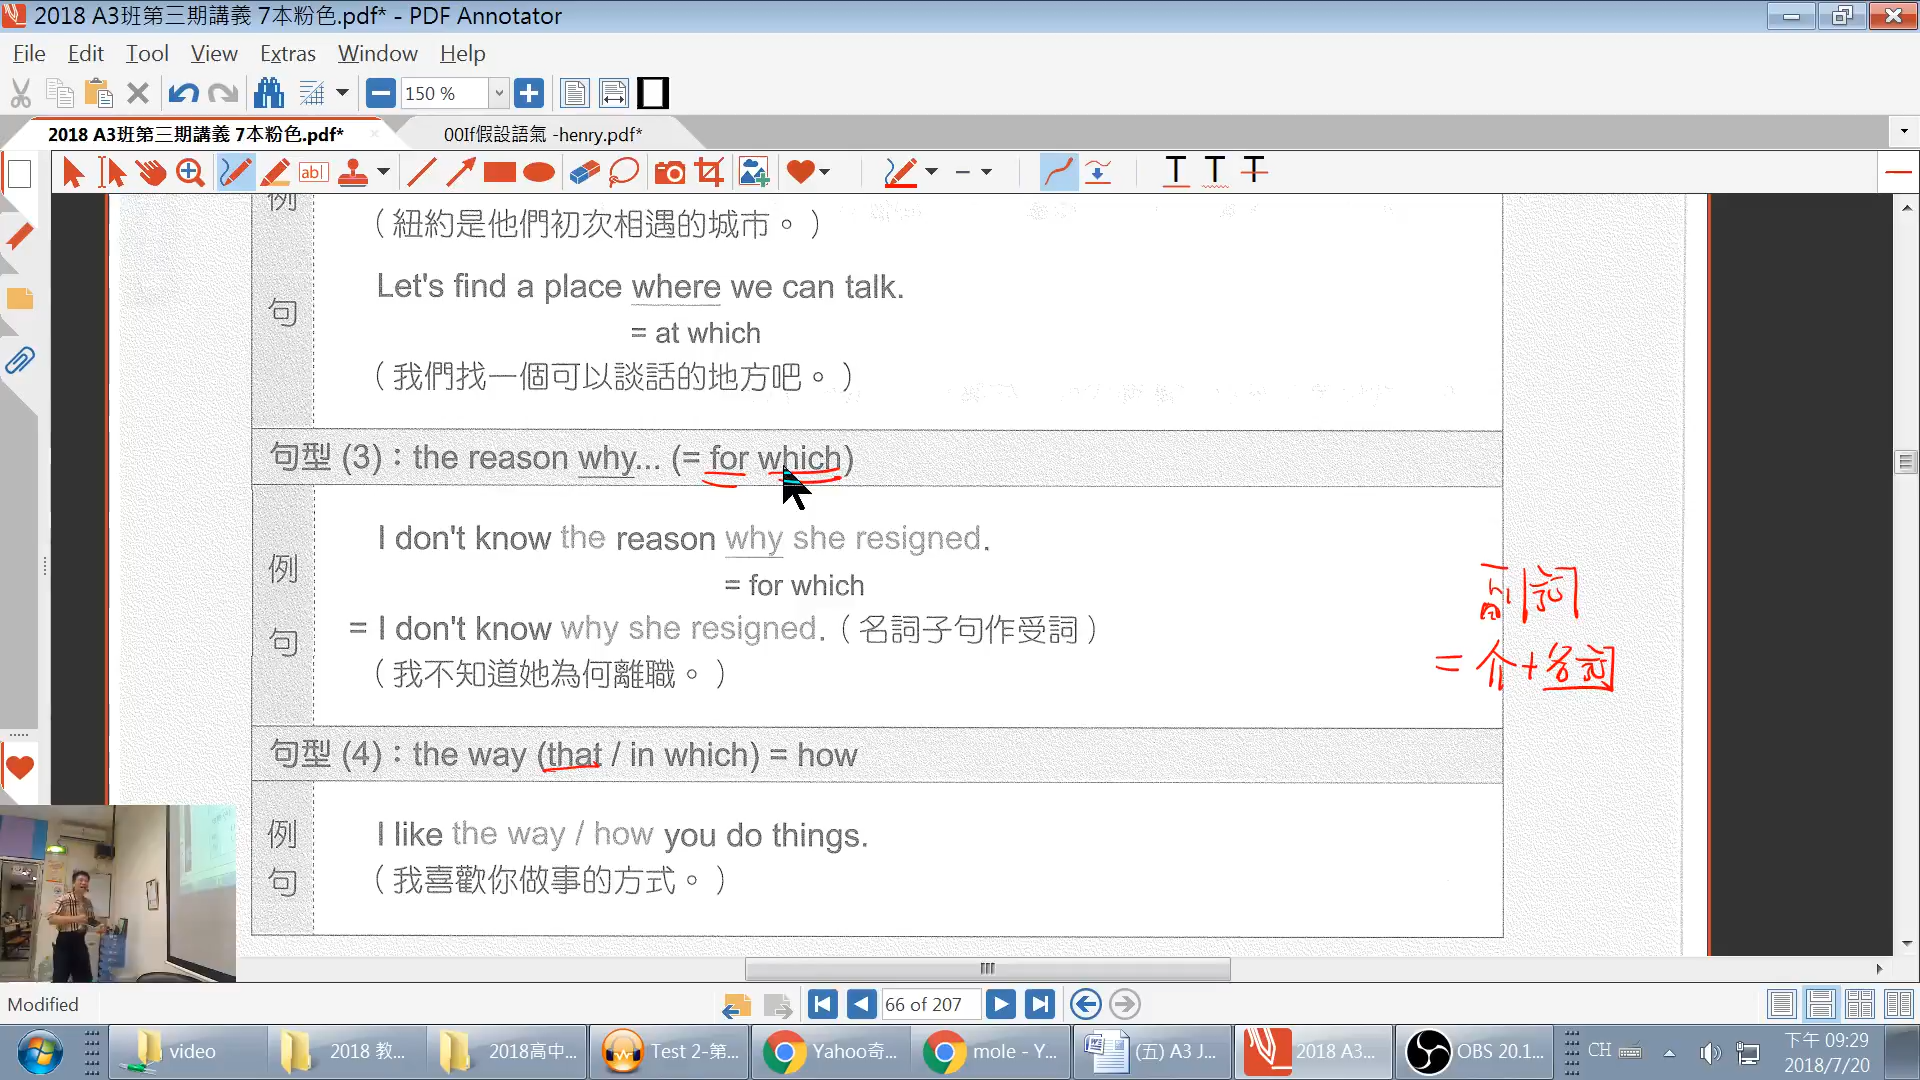 2018 A3班第三期講義 7本粉色.pdf* - PDF Annotator
File Edit Tool View Extras Window Help
150 %
2018 A3班第三期講義 7本粉色.pdf*
00If假設語氣 -henry.pdf*
例
（紐約是他們初次相遇的城市。）
句
Let's find a place where we can talk.
= at which
（我們找一個可以談話的地方吧。）
句型 (3)：the reason why... (= for which)
例
句
I don't know the reason why she resigned.
= for which
= I don't know why she resigned.（名詞子句作受詞）
（我不知道她為何離職。）
副詞
= 介 + 名詞
句型 (4)：the way (that / in which) = how
例
句
I like the way / how you do things.
（我喜歡你做事的方式。）
Modified
66 of 207
video
2018 教...
2018高中...
Test 2-第...
Yahoo奇...
mole - Y...
(五) A3 J...
2018 A3...
OBS 20.1...
CH
下午 09:29
2018/7/20